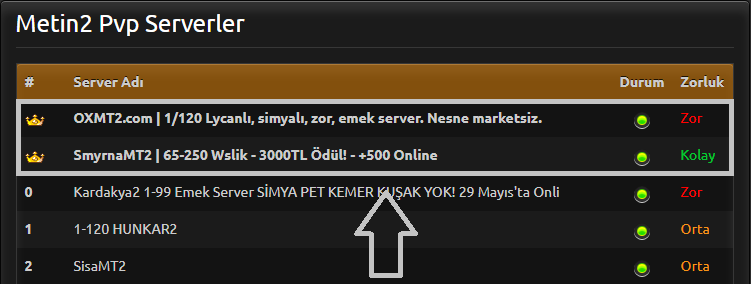 Metin2 Pvp Serverler
# Server Adı Durum Zorluk
OXMT2.com | 1/120 Lycanlı, simyalı, zor, emek server. Nesne marketsiz. Zor
SmyrnaMT2 | 65-250 Wslik - 3000TL Ödül! - +500 Online Kolay
0 Kardakya2 1-99 Emek Server SİMYA PET KEMER KUŞAK YOK! 29 Mayıs'ta Onli Zor
1 1-120 HUNKAR2 Orta
2 SisaMT2 Orta